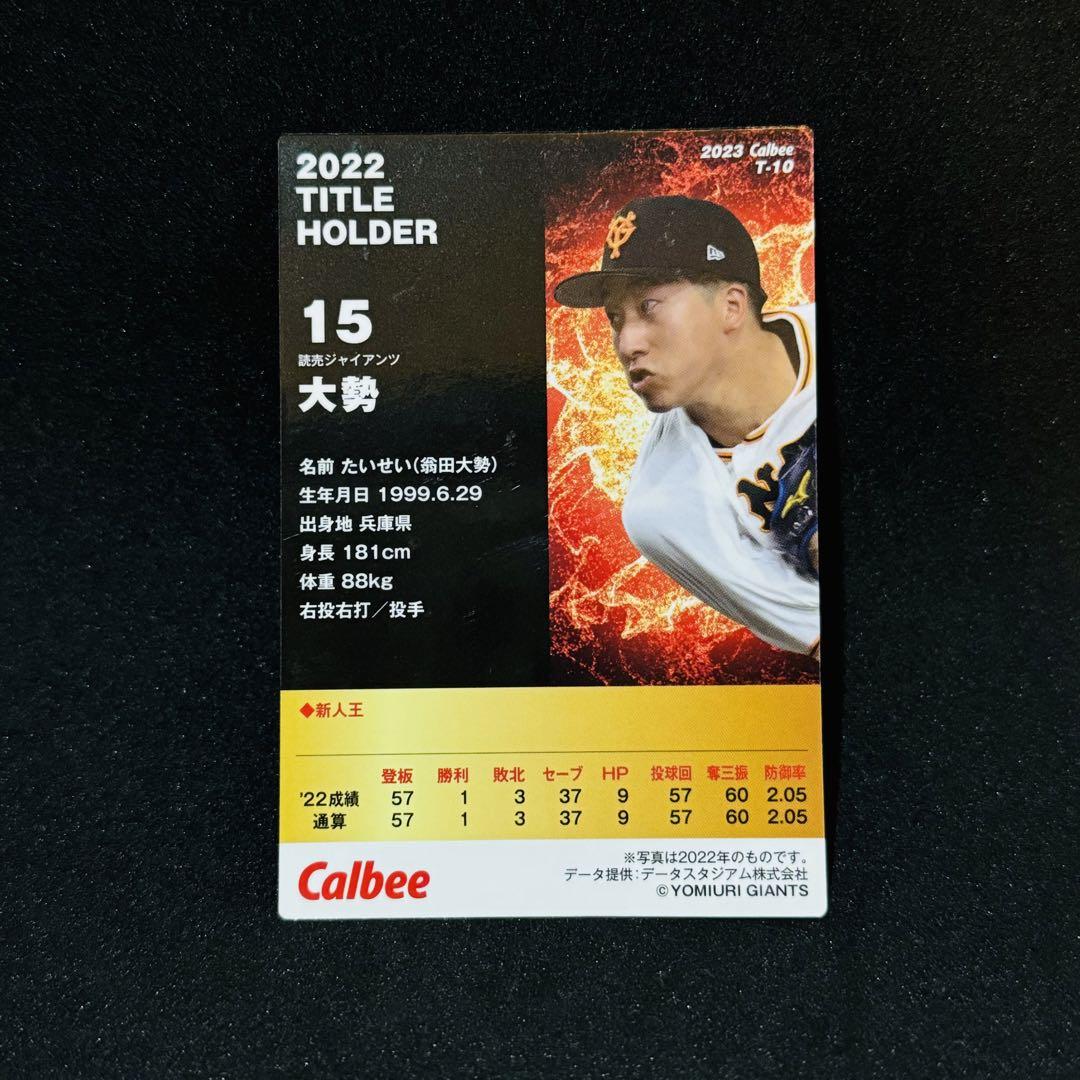 2022
TITLE
HOLDER
2023 Calbee
T-10
15
読売ジャイアンツ
大勢
名前 たいせい(翁田大勢)
生年月日 1999.6.29
出身地 兵庫県
身長 181cm
体重 88kg
右投右打/投手
◆新人王
登板 勝利 敗北 セーブ HP 投球回 奪三振 防御率
'22成績 57 1 3 37 9 57 60 2.05
通算 57 1 3 37 9 57 60 2.05
Calbee
※写真は2022年のものです。
データ提供:データスタジアム株式会社
©YOMIURI GIANTS